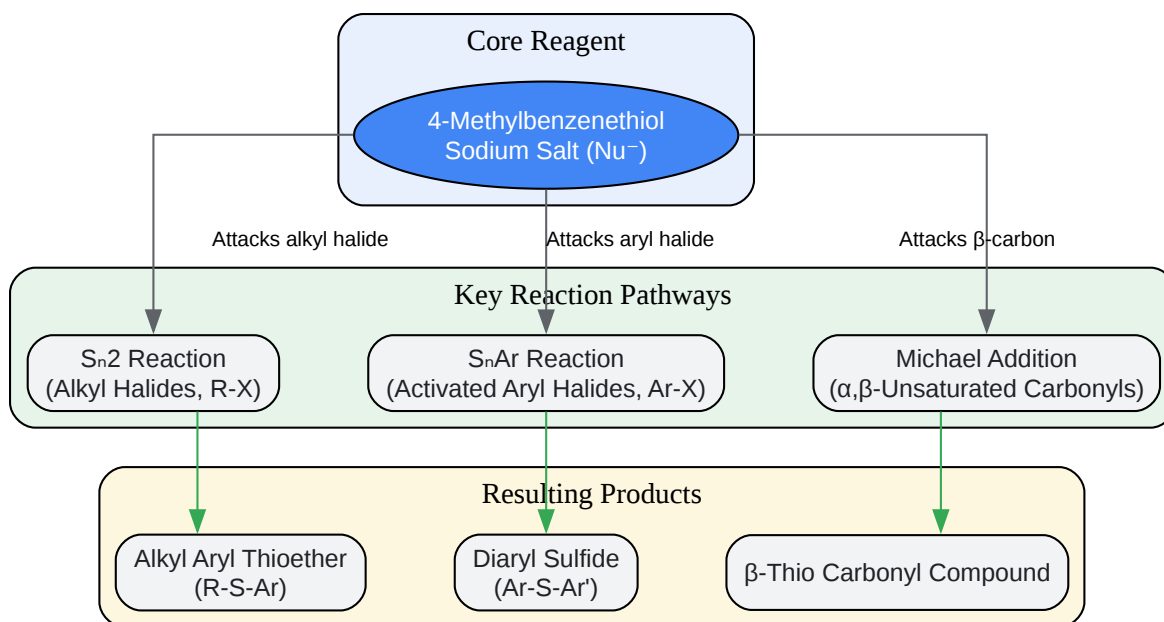 Core Reagent
4-Methylbenzenethiol
Sodium Salt (Nu⁻)
Attacks alkyl halide
Attacks aryl halide
Attacks β-carbon
Key Reaction Pathways
Sₙ2 Reaction
(Alkyl Halides, R-X)
SₙAr Reaction
(Activated Aryl Halides, Ar-X)
Michael Addition
(α,β-Unsaturated Carbonyls)
Resulting Products
Alkyl Aryl Thioether
(R-S-Ar)
Diaryl Sulfide
(Ar-S-Ar')
β-Thio Carbonyl Compound